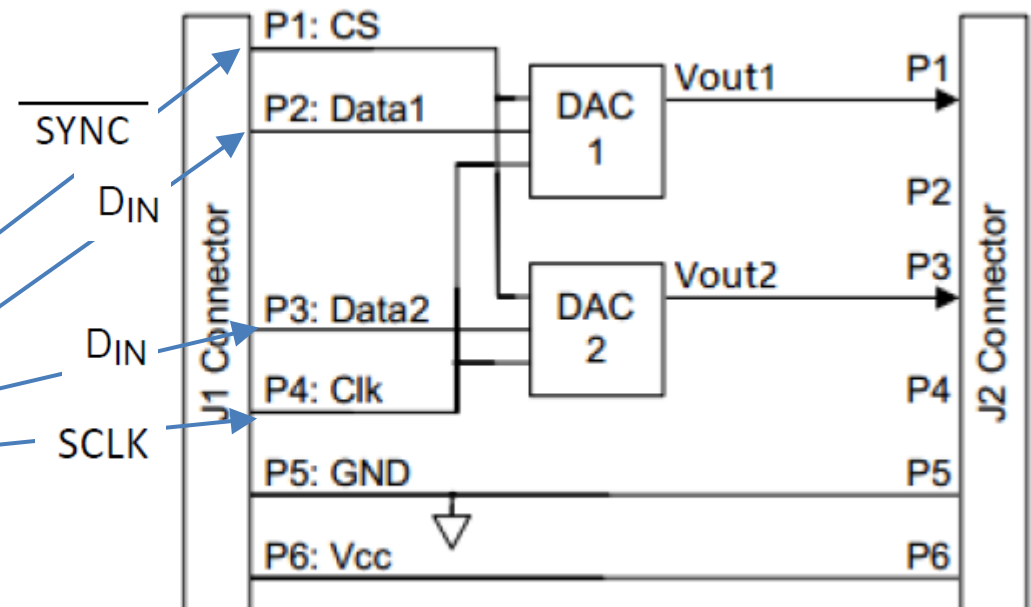 P1: CS
SYNC
P2: Data1
DIN
DAC
1
Vout1
P1
P2
J1 Connector
DAC
2
Vout2
P3
P3: Data2
DIN
P4: Clk
SCLK
P4
J2 Connector
P5: GND
P5
P6: Vcc
P6